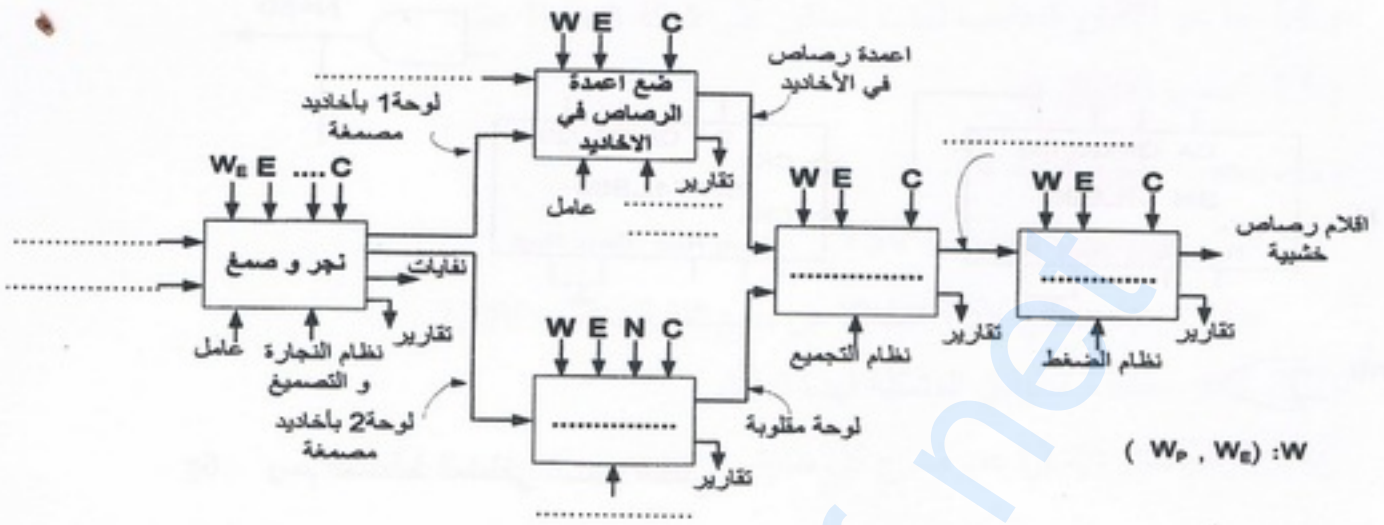 W E C
ضع اعمدة
الرصاص في
الاخاديد
اعمدة رصاص
في الأخاديد
لوحة1 بأخاديد
مصمغة
تقارير
عامل
WE E .... C
نجر و صمغ
نفايات
تقارير
عامل
نظام النجارة
و التصميغ
لوحة2 بأخاديد
مصمغة
W E N C
تقارير
لوحة مقلوبة
W E C
تقارير
نظام التجميع
W E C
اقلام رصاص
خشبية
تقارير
نظام الضغط
( WP , WE) :W